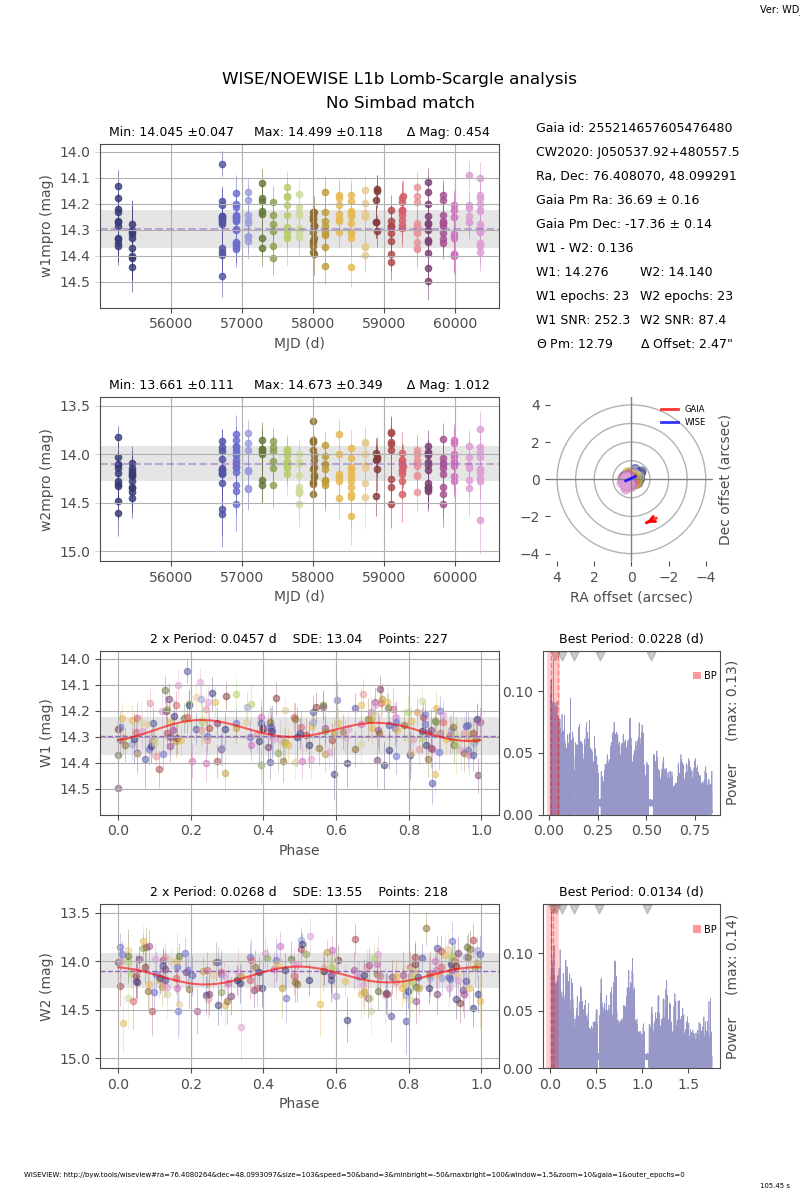 Ver: WD_
WISE/NOEWISE L1b Lomb-Scargle analysis
No Simbad match
Min: 14.045 ±0.047 Max: 14.499 ±0.118 Δ Mag: 0.454
14.0
14.1
14.2
14.3
14.4
14.5
w1mpro (mag)
56000 57000 58000 59000 60000
MJD (d)
Gaia id: 255214657605476480
CW2020: J050537.92+480557.5
Ra, Dec: 76.408070, 48.099291
Gaia Pm Ra: 36.69 ± 0.16
Gaia Pm Dec: -17.36 ± 0.14
W1 - W2: 0.136
W1: 14.276 W2: 14.140
W1 epochs: 23 W2 epochs: 23
W1 SNR: 252.3 W2 SNR: 87.4
Θ Pm: 12.79 Δ Offset: 2.47"
Min: 13.661 ±0.111 Max: 14.673 ±0.349 Δ Mag: 1.012
13.5
14.0
14.5
15.0
w2mpro (mag)
56000 57000 58000 59000 60000
MJD (d)
GAIA
WISE
4
2
0
−2
−4
4 2 0 −2 −4
RA offset (arcsec)
Dec offset (arcsec)
2 x Period: 0.0457 d SDE: 13.04 Points: 227
14.0
14.1
14.2
14.3
14.4
14.5
W1 (mag)
0.0 0.2 0.4 0.6 0.8 1.0
Phase
Best Period: 0.0228 (d)
BP
0.10
0.05
0.00
0.00 0.25 0.50 0.75
Power (max: 0.13)
2 x Period: 0.0268 d SDE: 13.55 Points: 218
13.5
14.0
14.5
15.0
W2 (mag)
0.0 0.2 0.4 0.6 0.8 1.0
Phase
Best Period: 0.0134 (d)
BP
0.10
0.05
0.00
0.0 0.5 1.0 1.5
Power (max: 0.14)
WISEVIEW: http://byw.tools/wiseview#ra=76.4080264&dec=48.0993097&size=103&speed=50&band=3&minbright=-50&maxbright=100&window=1.5&zoom=10&gaia=1&outer_epochs=0
105.45 s